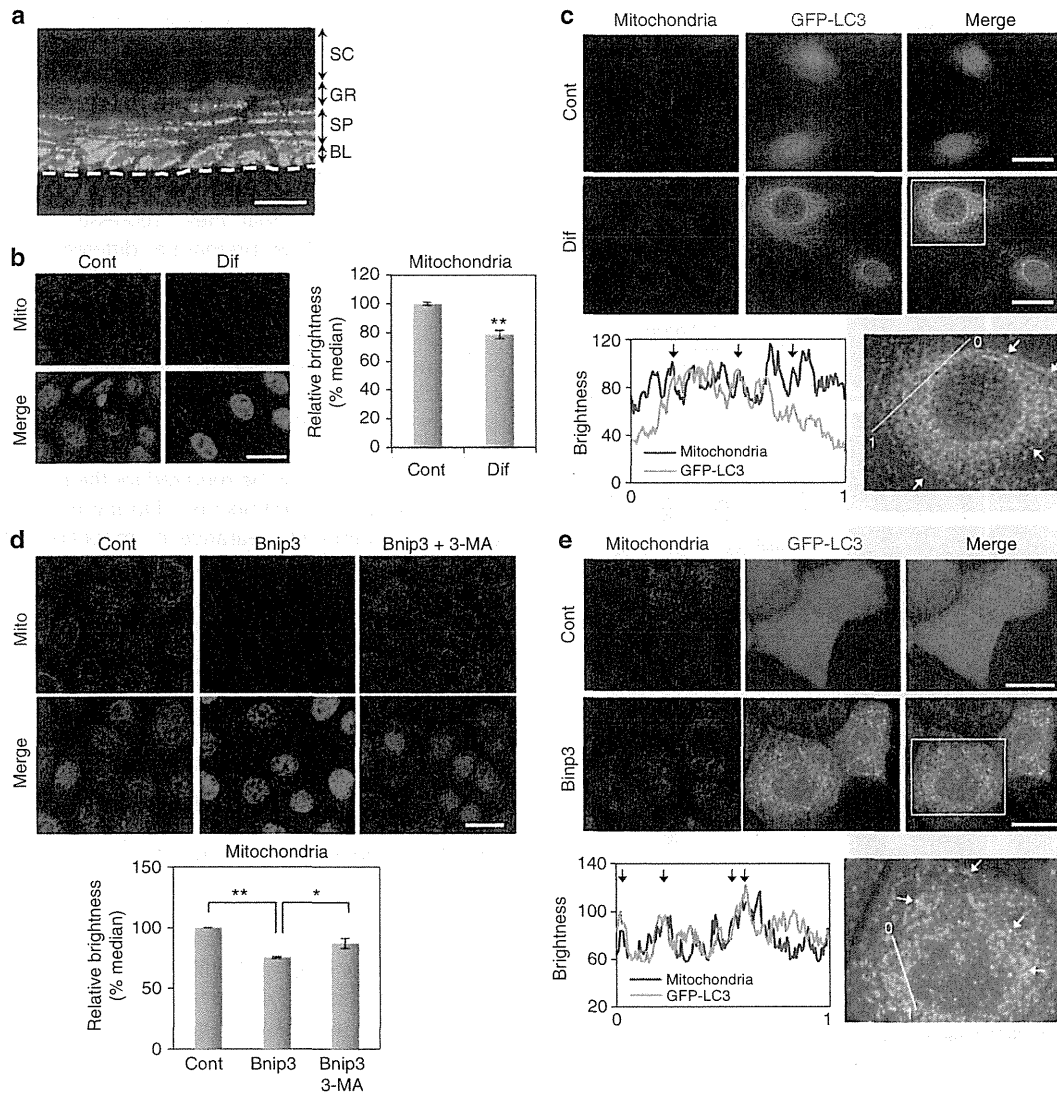 a
SC
GR
SP
BL
b
Cont
Dif
Mito
Merge
Mitochondria
Relative brightness
(% median)
120
100
80
60
40
20
0
**
Cont
Dif
c
Mitochondria
GFP-LC3
Merge
Cont
Dif
Brightness
120
80
40
0
Mitochondria
GFP-LC3
0
1
0
1
d
Cont
Bnip3
Bnip3 + 3-MA
Mito
Merge
Mitochondria
Relative brightness
(% median)
150
100
50
0
**
*
Cont
Bnip3
Bnip3
3-MA
e
Mitochondria
GFP-LC3
Merge
Cont
Binp3
Brightness
140
100
60
20
Mitochondria
GFP-LC3
0
1
0
1